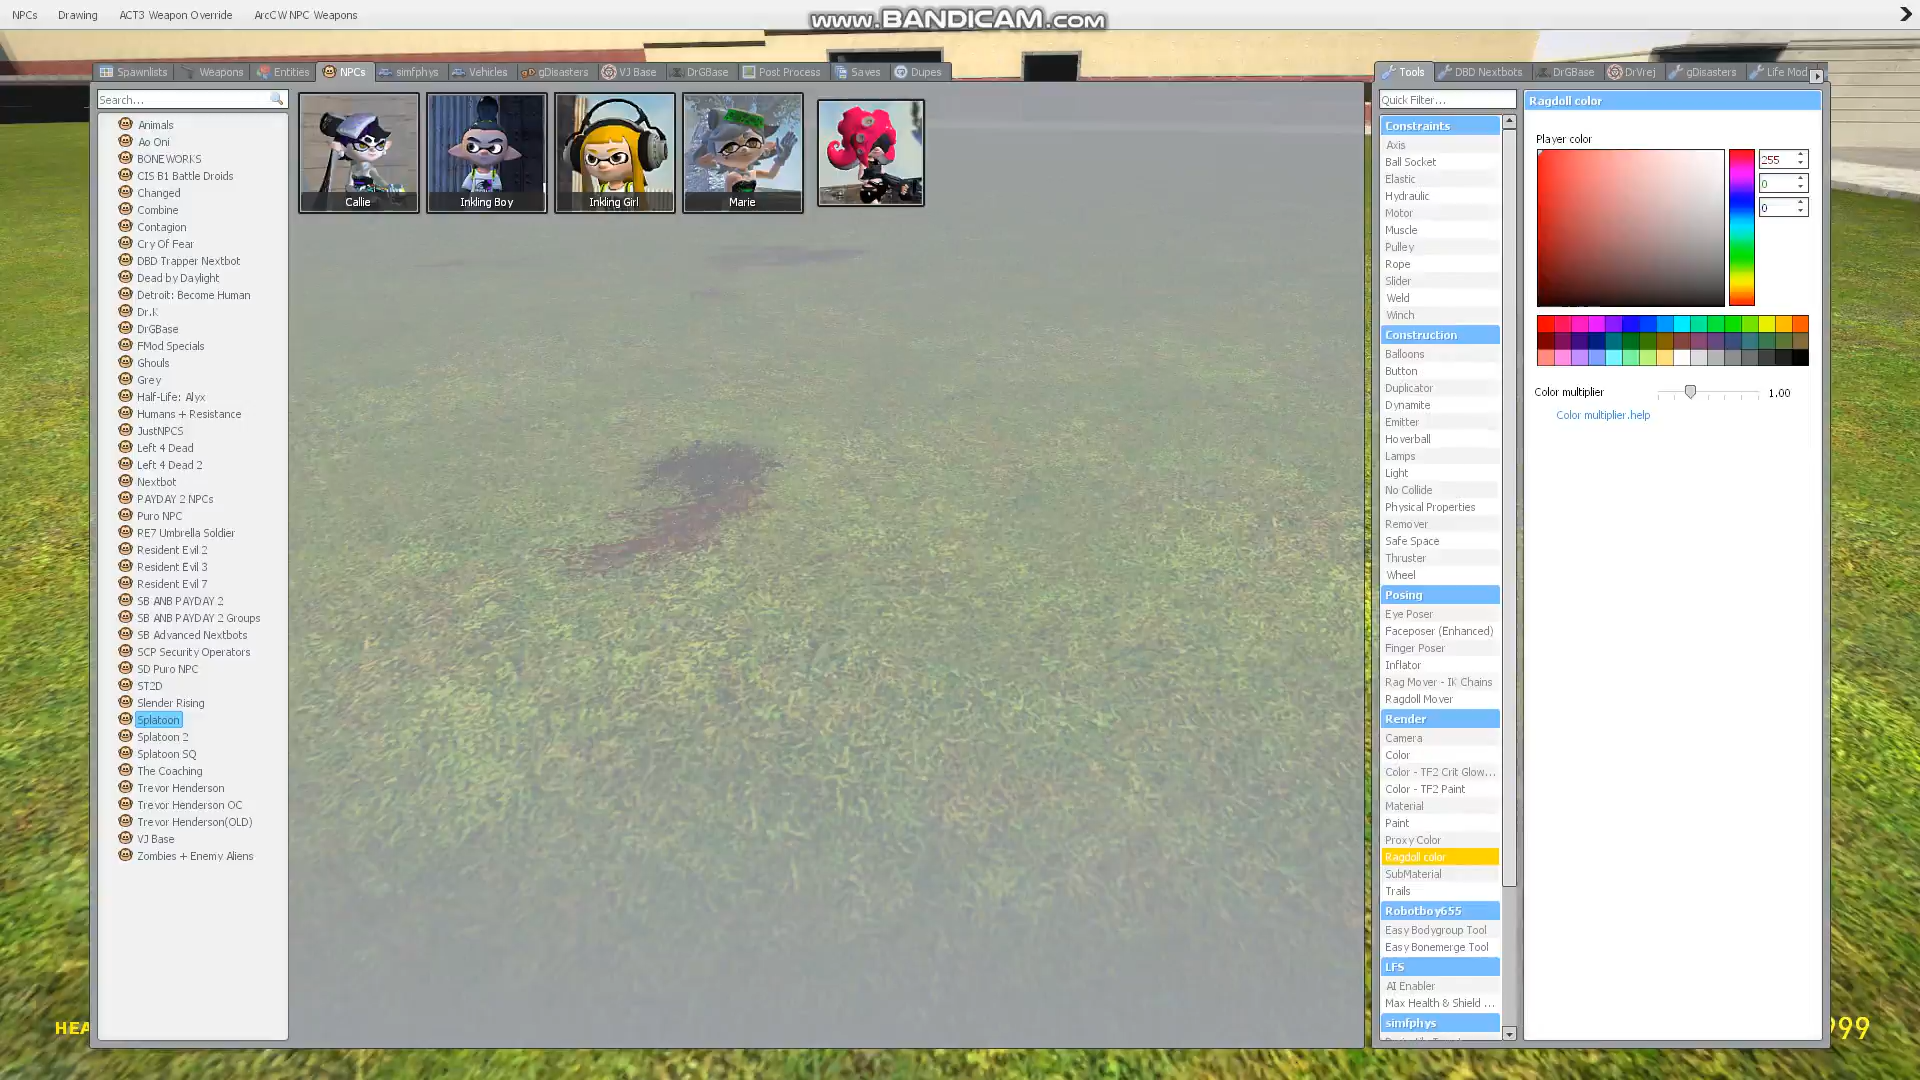 NPCs Drawing ACT3 Weapon Override ArcCW NPC Weapons
www.BANDICAM.com
Spawnlists Weapons Entities NPCs simfphys Vehicles gDisasters VJ Base DrGBase Post Process Saves Dupes
Search...
Animals
Ao Oni
BONEWORKS
CIS B1 Battle Droids
Changed
Combine
Contagion
Cry Of Fear
DBD Trapper Nextbot
Dead by Daylight
Detroit: Become Human
Dr.K
DrGBase
FMod Specials
Ghouls
Grey
Half-Life: Alyx
Humans + Resistance
JustNPCS
Left 4 Dead
Left 4 Dead 2
Nextbot
PAYDAY 2 NPCs
Puro NPC
RE7 Umbrella Soldier
Resident Evil 2
Resident Evil 3
Resident Evil 7
SB ANB PAYDAY 2
SB ANB PAYDAY 2 Groups
SB Advanced Nextbots
SCP Security Operators
SD Puro NPC
ST2D
Slender Rising
Splatoon
Splatoon 2
Splatoon SQ
The Coaching
Trevor Henderson
Trevor Henderson OC
Trevor Henderson(OLD)
VJ Base
Zombies + Enemy Aliens
Callie
Inkling Boy
Inkling Girl
Marie
Tools DBD Nextbots DrGBase DrVrej gDisasters Life Mod
Quick Filter...
Constraints
Axis
Ball Socket
Elastic
Hydraulic
Motor
Muscle
Pulley
Rope
Slider
Weld
Winch
Construction
Balloons
Button
Duplicator
Dynamite
Emitter
Hoverball
Lamps
Light
No Collide
Physical Properties
Remover
Safe Space
Thruster
Wheel
Posing
Eye Poser
Faceposer (Enhanced)
Finger Poser
Inflator
Rag Mover - IK Chains
Ragdoll Mover
Render
Camera
Color
Color - TF2 Crit Glow...
Color - TF2 Paint
Material
Paint
Proxy Color
Ragdoll color
SubMaterial
Trails
Robotboy655
Easy Bodygroup Tool
Easy Bonemerge Tool
LFS
AI Enabler
Max Health & Shield ...
simfphys
Ragdoll color
Player color
255
0
0
Color multiplier 1.00
Color multiplier.help
HEA
999